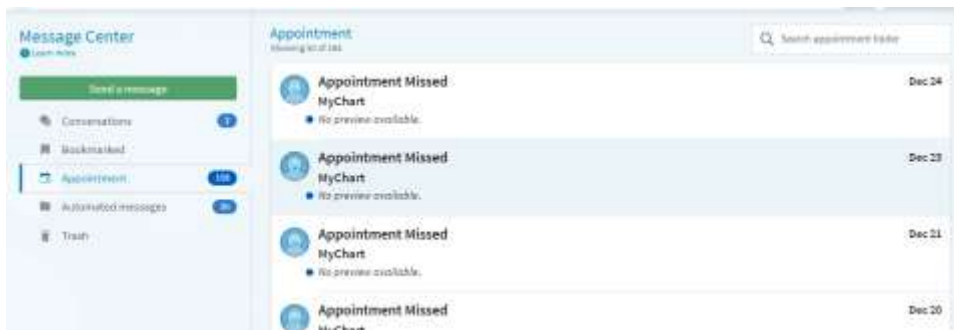 Message Center
Learn more
Send a message
Conversations
Bookmarked
Appointment
Automated messages
Trash
Appointment
Search appointment folder
Appointment Missed
Dec 24
MyChart
No preview available.
Appointment Missed
Dec 23
MyChart
No preview available.
Appointment Missed
Dec 21
MyChart
No preview available.
Appointment Missed
Dec 20
MyChart